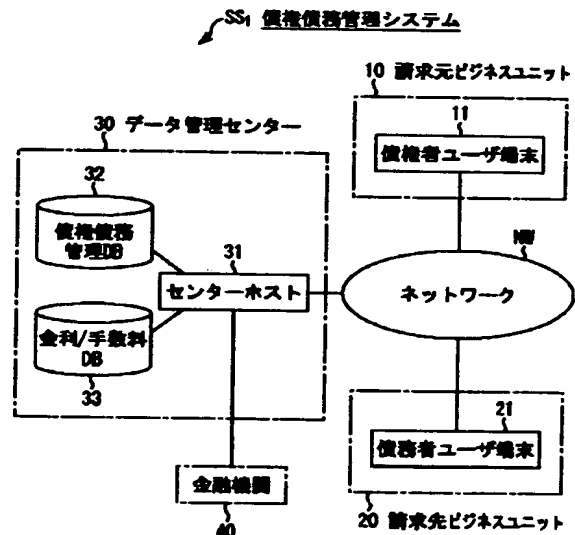 SS1 債権債務管理システム
10 請求元ビジネスユニット
11
債権者ユーザ端末
30 データ管理センター
32
債権債務
管理DB
31
センターホスト
NW
ネットワーク
金利/手数料
DB
33
21
債務者ユーザ端末
金融機関
40
20 請求先ビジネスユニット